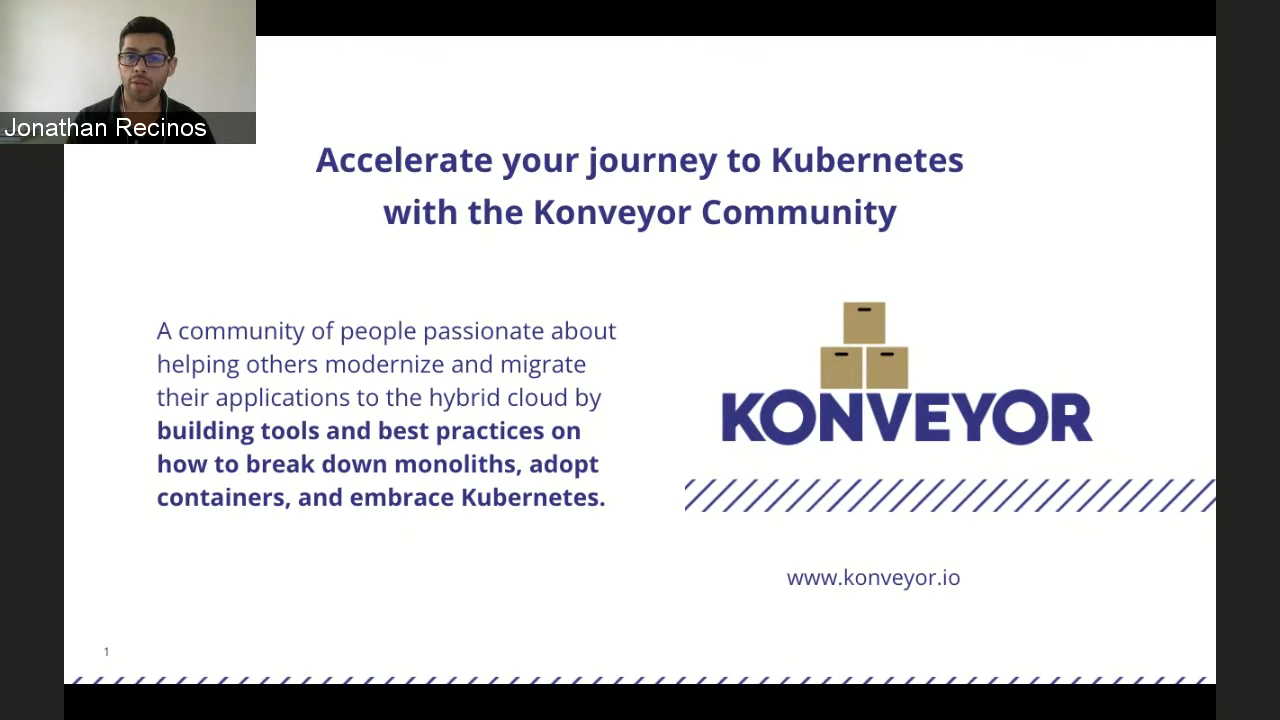 Jonathan Recinos
Accelerate your journey to Kubernetes
with the Konveyor Community
A community of people passionate about
helping others modernize and migrate
their applications to the hybrid cloud by
building tools and best practices on
how to break down monoliths, adopt
containers, and embrace Kubernetes.
KONVEYOR
www.konveyor.io
1